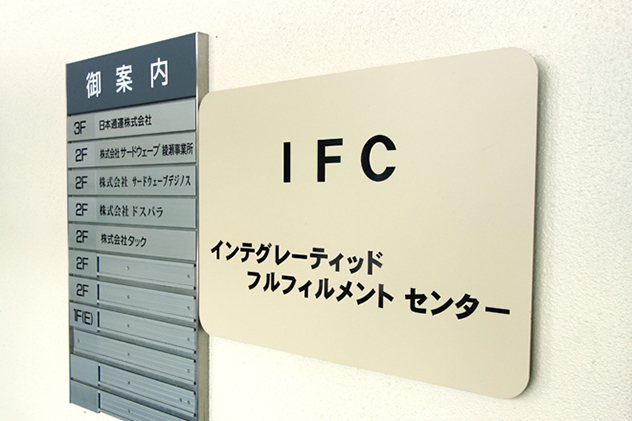 御案内
3F 日本通運株式会社
2F 株式会社サードウェーブ 綾瀬事業所
2F 株式会社 サードウェーブデジノス
2F 株式会社 ドスパラ
2F 株式会社タック
2F
2F
1F(E)
IFC
インテグレーティッド
フルフィルメント センター